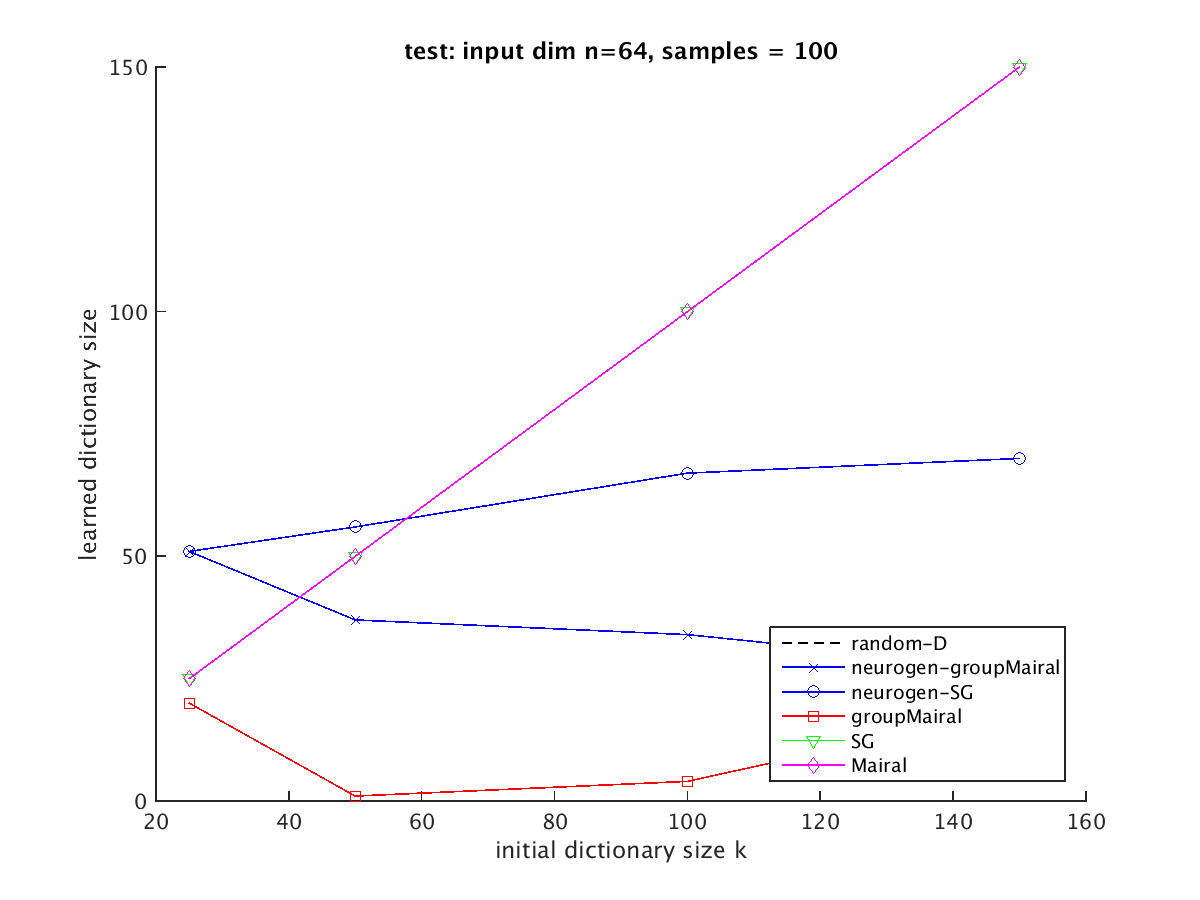 test: input dim n=64, samples = 100
150
100
50
0
learned dictionary size
20 40 60 80 100 120 140 160
initial dictionary size k
random-D
neurogen-groupMairal
neurogen-SG
groupMairal
SG
Mairal